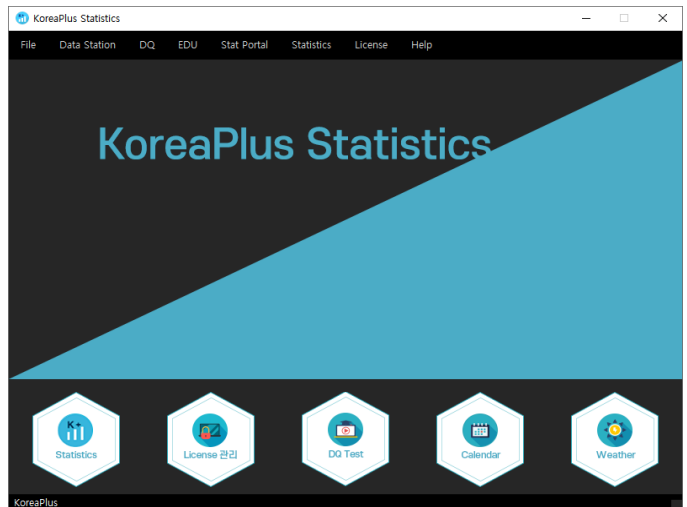 KoreaPlus Statistics
File Data Station DQ EDU Stat Portal Statistics License Help
KoreaPlus Statistics
K+
Statistics License 관리 DQ Test Calendar Weather
KoreaPlus